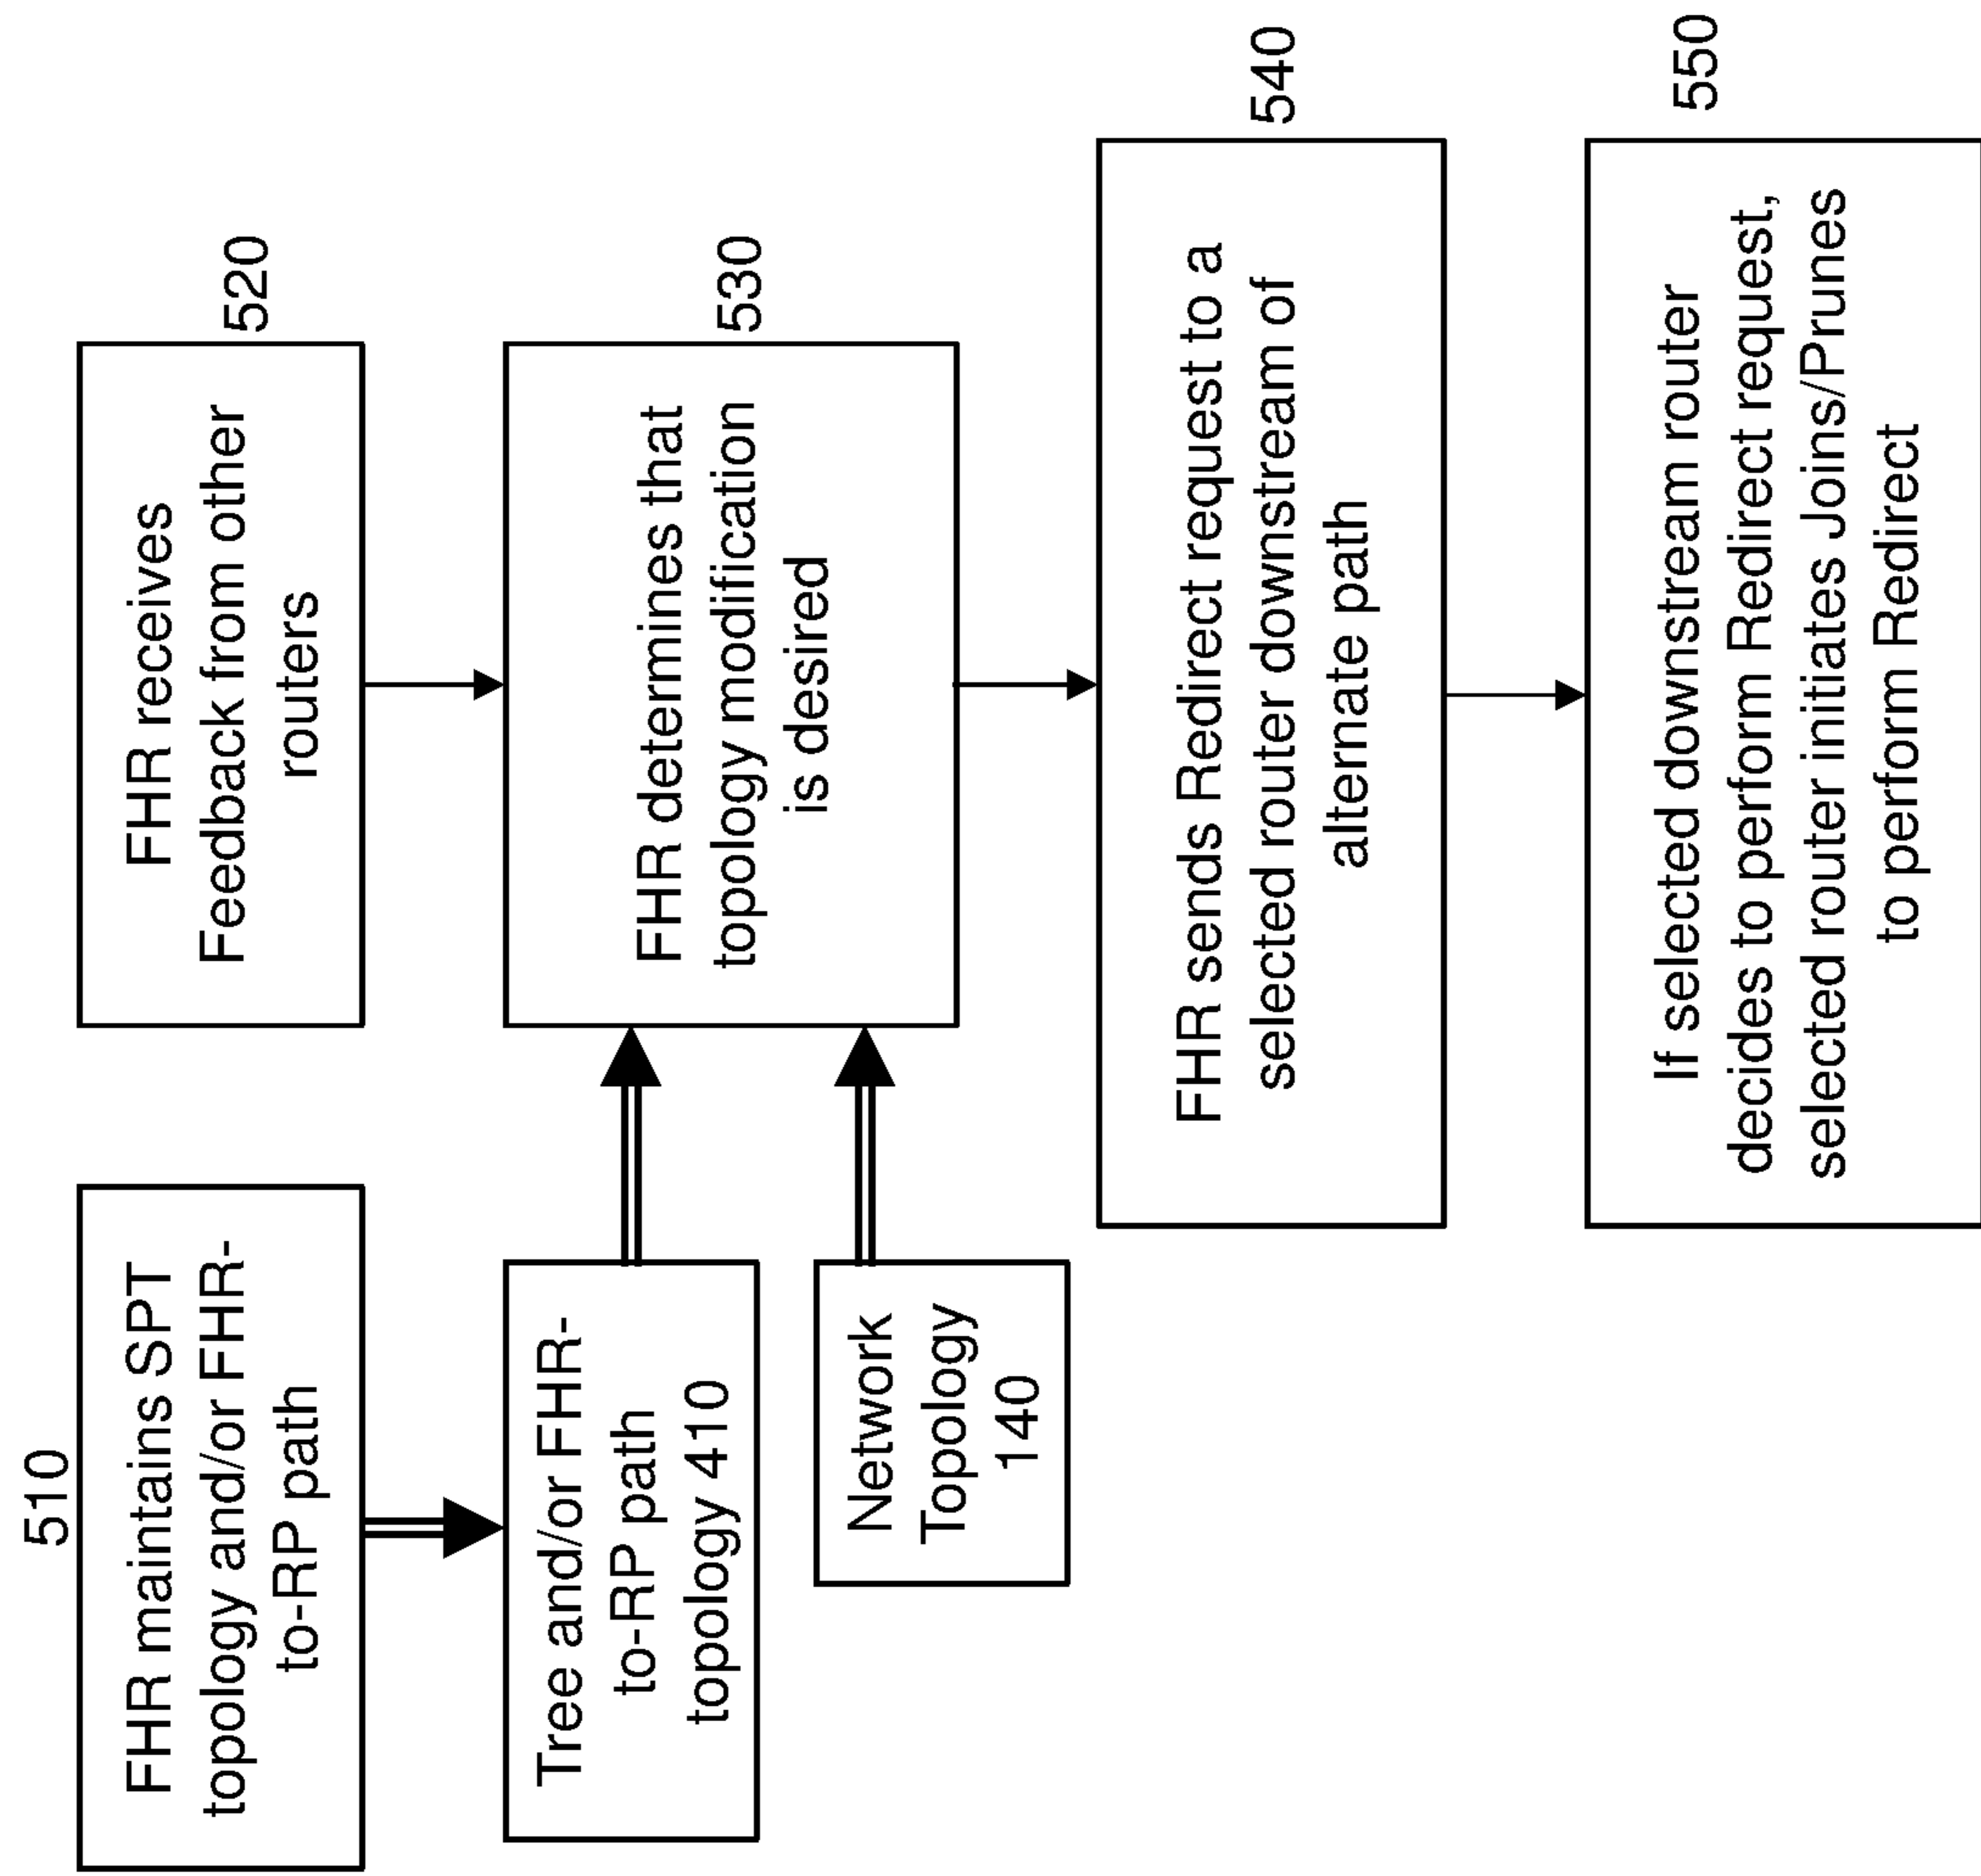 510
FHR maintains SPT
topology and/or FHR-
to-RP path
Tree and/or FHR-
to-RP path
topology 410
Network
Topology
140
FHR receives
Feedback from other
routers
520
FHR determines that
topology modification
is desired
530
FHR sends Redirect request to a
selected router downstream of
alternate path
540
If selected downstream router
decides to perform Redirect request,
selected router initiates Joins/Prunes
to perform Redirect
550